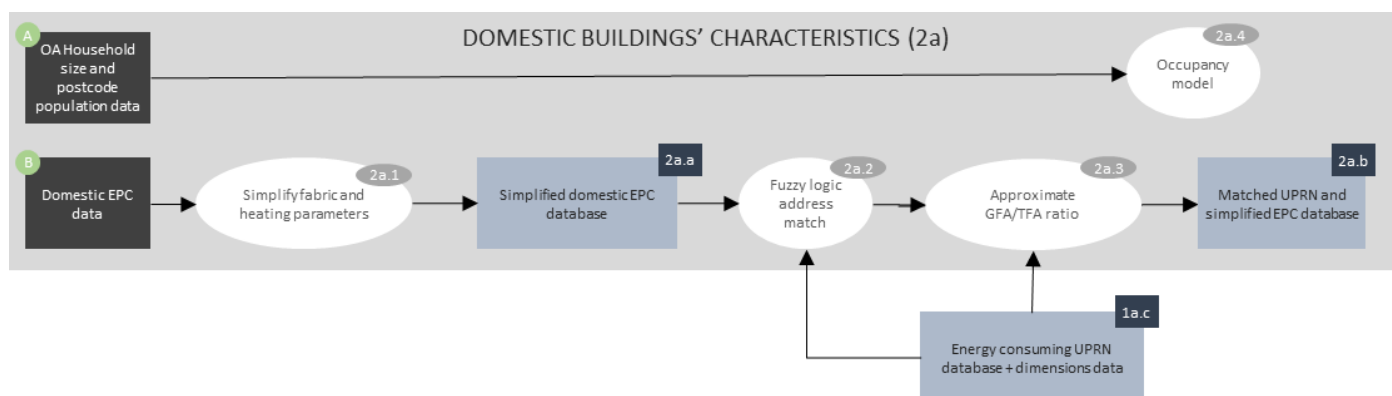 A
OA Household
size and
postcode
population data
DOMESTIC BUILDINGS’ CHARACTERISTICS (2a)
2a.4
Occupancy
model
B
Domestic EPC
data
2a.1
Simplify fabric and
heating parameters
2a.a
Simplified domestic EPC
database
2a.2
Fuzzy logic
address
match
2a.3
Approximate
GFA/TFA ratio
2a.b
Matched UPRN and
simplified EPC database
1a.c
Energy consuming UPRN
database + dimensions data